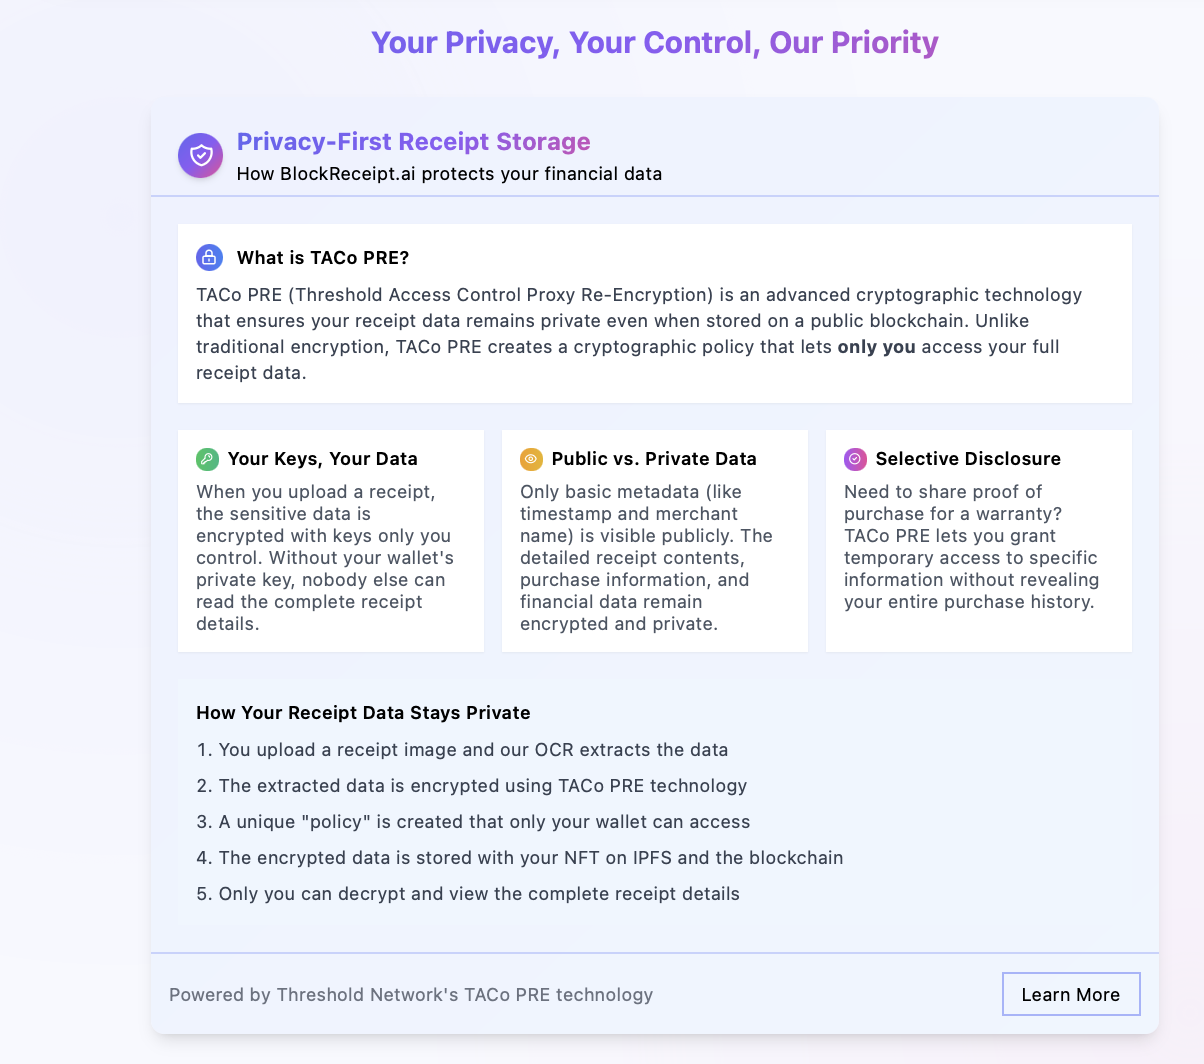 Your Privacy, Your Control, Our Priority
Privacy-First Receipt Storage
How BlockReceipt.ai protects your financial data
What is TACo PRE?
TACo PRE (Threshold Access Control Proxy Re-Encryption) is an advanced cryptographic technology
that ensures your receipt data remains private even when stored on a public blockchain. Unlike
traditional encryption, TACo PRE creates a cryptographic policy that lets only you access your full
receipt data.
Your Keys, Your Data
When you upload a receipt,
the sensitive data is
encrypted with keys only you
control. Without your wallet's
private key, nobody else can
read the complete receipt
details.
Public vs. Private Data
Only basic metadata (like
timestamp and merchant
name) is visible publicly. The
detailed receipt contents,
purchase information, and
financial data remain
encrypted and private.
Selective Disclosure
Need to share proof of
purchase for a warranty?
TACo PRE lets you grant
temporary access to specific
information without revealing
your entire purchase history.
How Your Receipt Data Stays Private
1. You upload a receipt image and our OCR extracts the data
2. The extracted data is encrypted using TACo PRE technology
3. A unique "policy" is created that only your wallet can access
4. The encrypted data is stored with your NFT on IPFS and the blockchain
5. Only you can decrypt and view the complete receipt details
Powered by Threshold Network's TACo PRE technology
Learn More